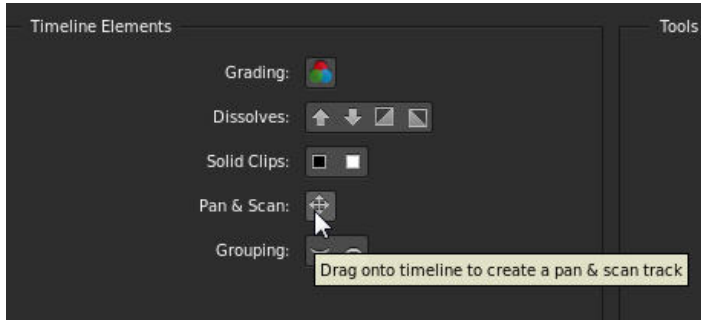 Timeline Elements
Tools
Grading:
Dissolves:
Solid Clips:
Pan & Scan:
Grouping:
Drag onto timeline to create a pan & scan track